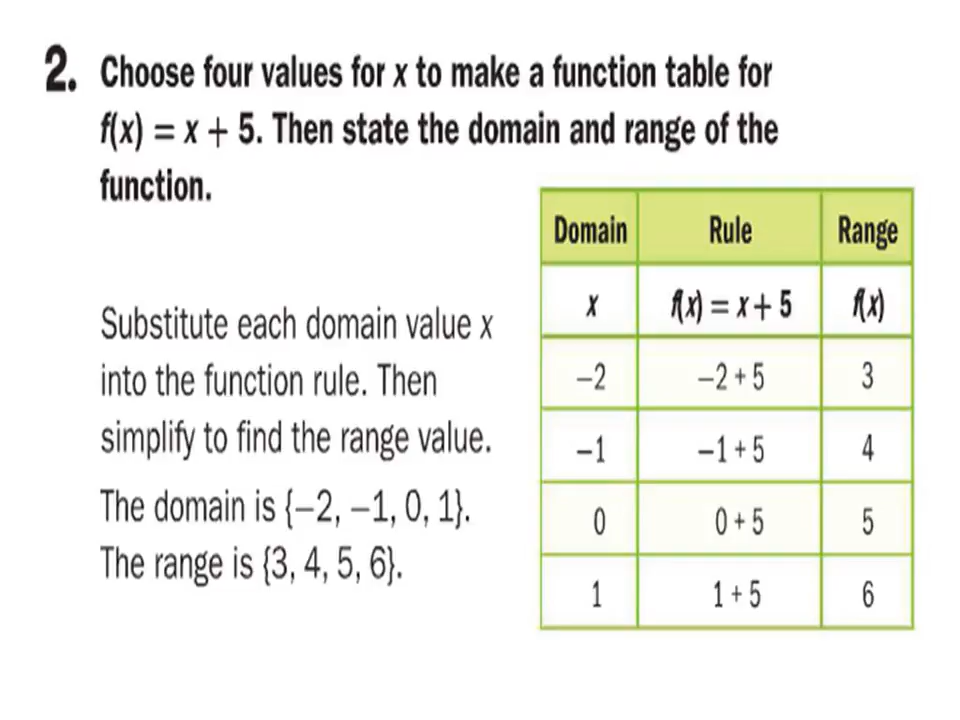 2. Choose four values for x to make a function table for
f(x) = x + 5. Then state the domain and range of the
function.
Substitute each domain value x
into the function rule. Then
simplify to find the range value.
The domain is {−2, −1, 0, 1}.
The range is {3, 4, 5, 6}.
Domain Rule Range
x f(x) = x + 5 f(x)
−2 −2 + 5 3
−1 −1 + 5 4
0 0 + 5 5
1 1 + 5 6